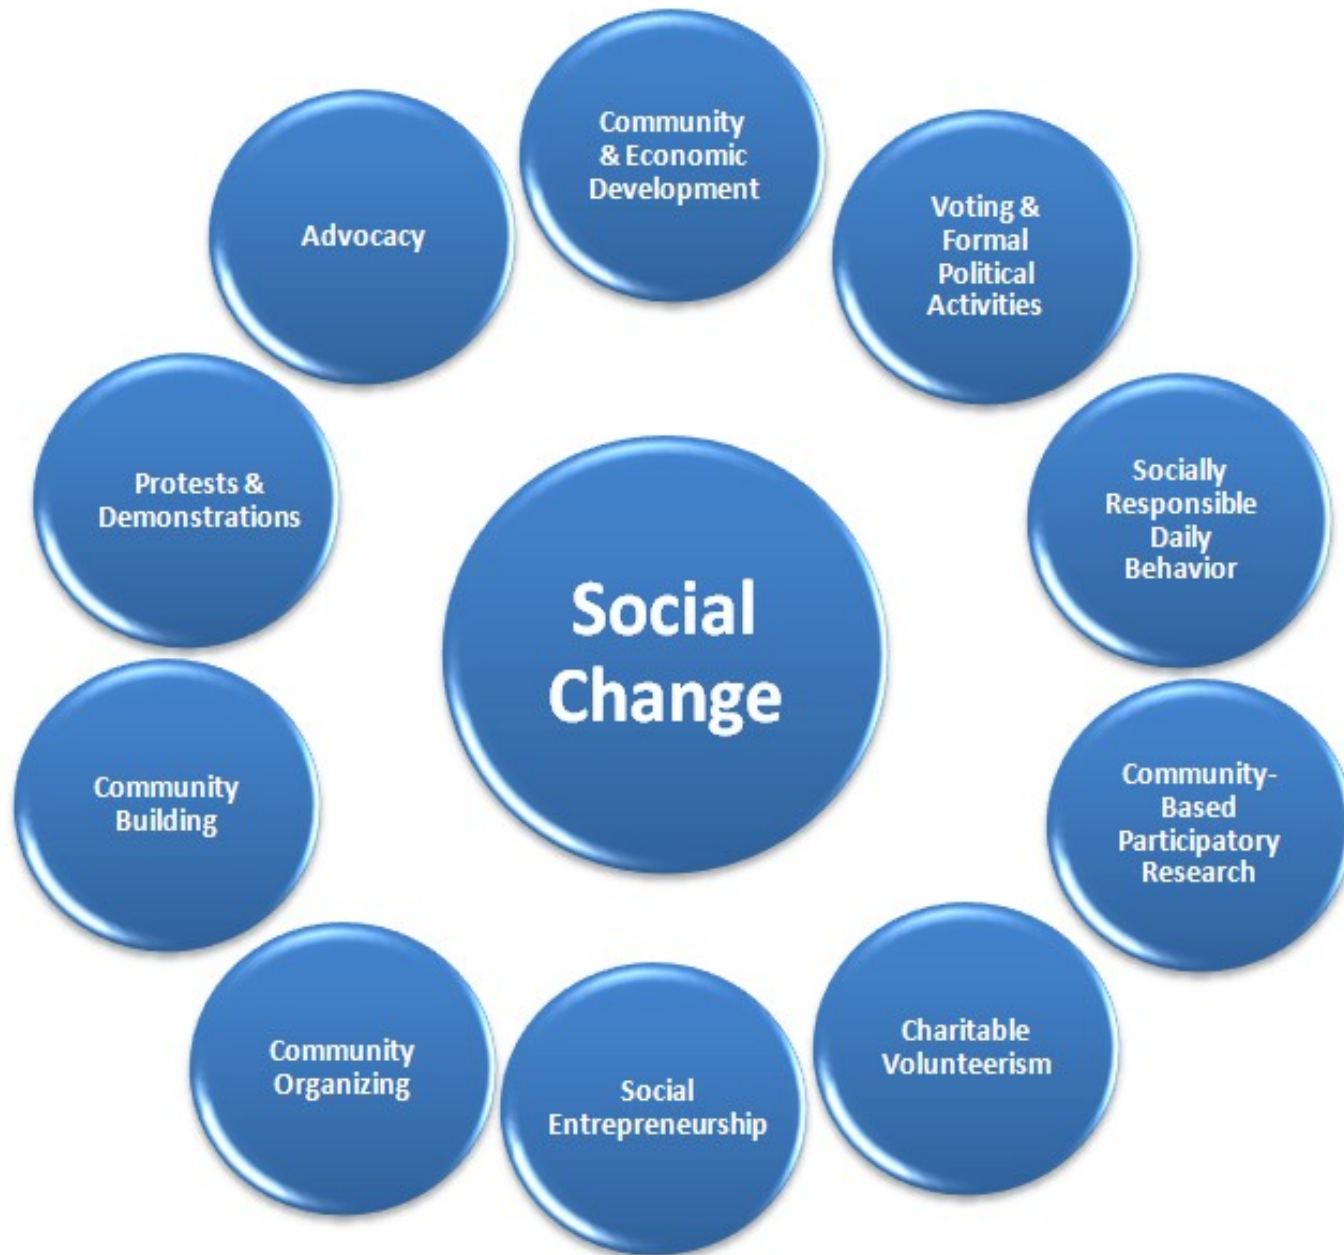 Community
& Economic
Development
Voting &
Formal
Political
Activities
Socially
Responsible
Daily
Behavior
Community-
Based
Participatory
Research
Charitable
Volunteerism
Social
Entrepreneurship
Community
Organizing
Community
Building
Protests &
Demonstrations
Advocacy
Social
Change